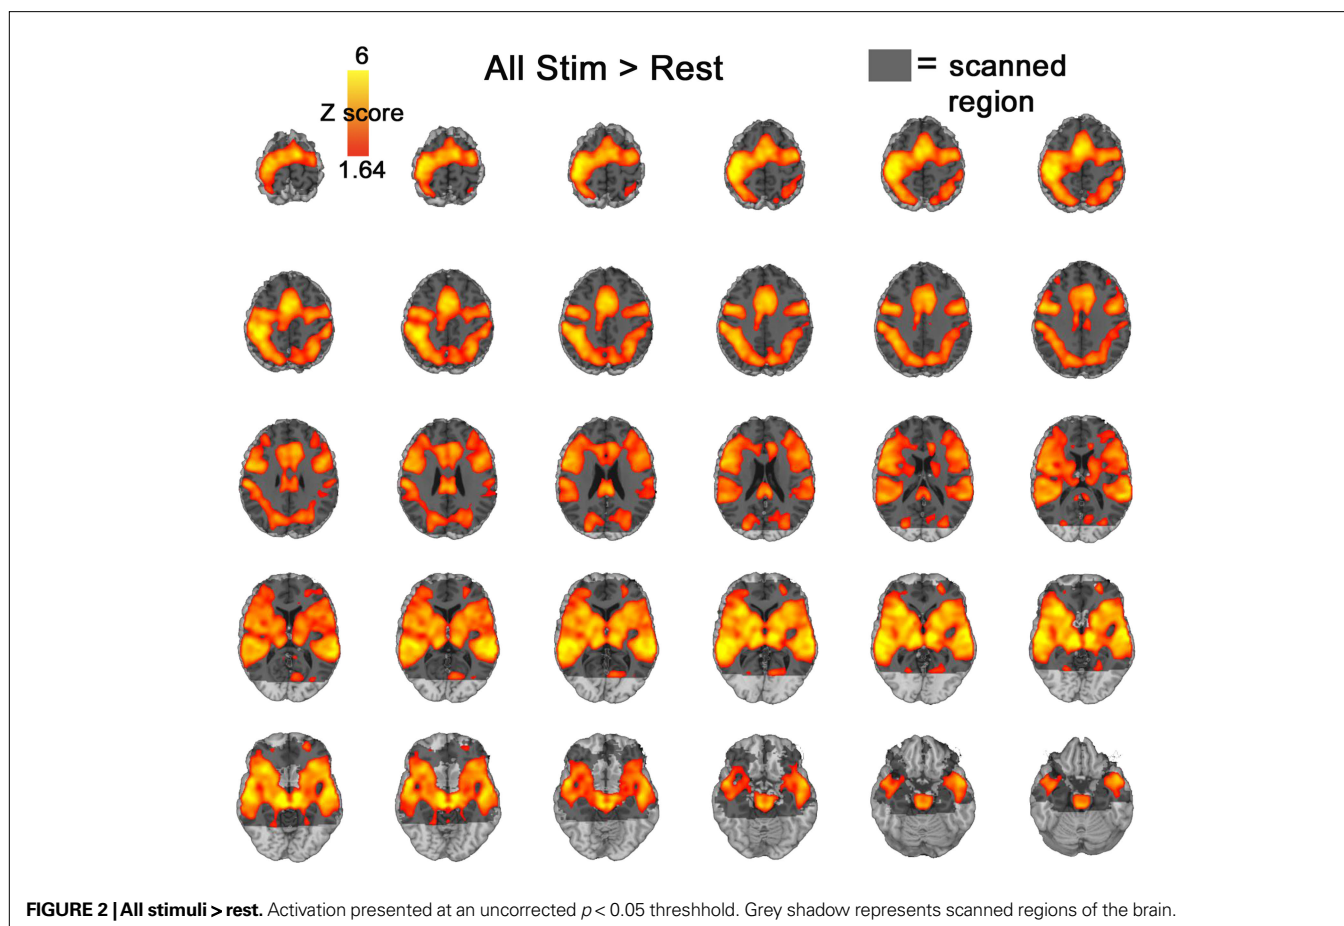 6
Z score
1.64
All Stim > Rest
= scanned
region
FIGURE 2 | All stimuli > rest. Activation presented at an uncorrected p < 0.05 threshhold. Grey shadow represents scanned regions of the brain.